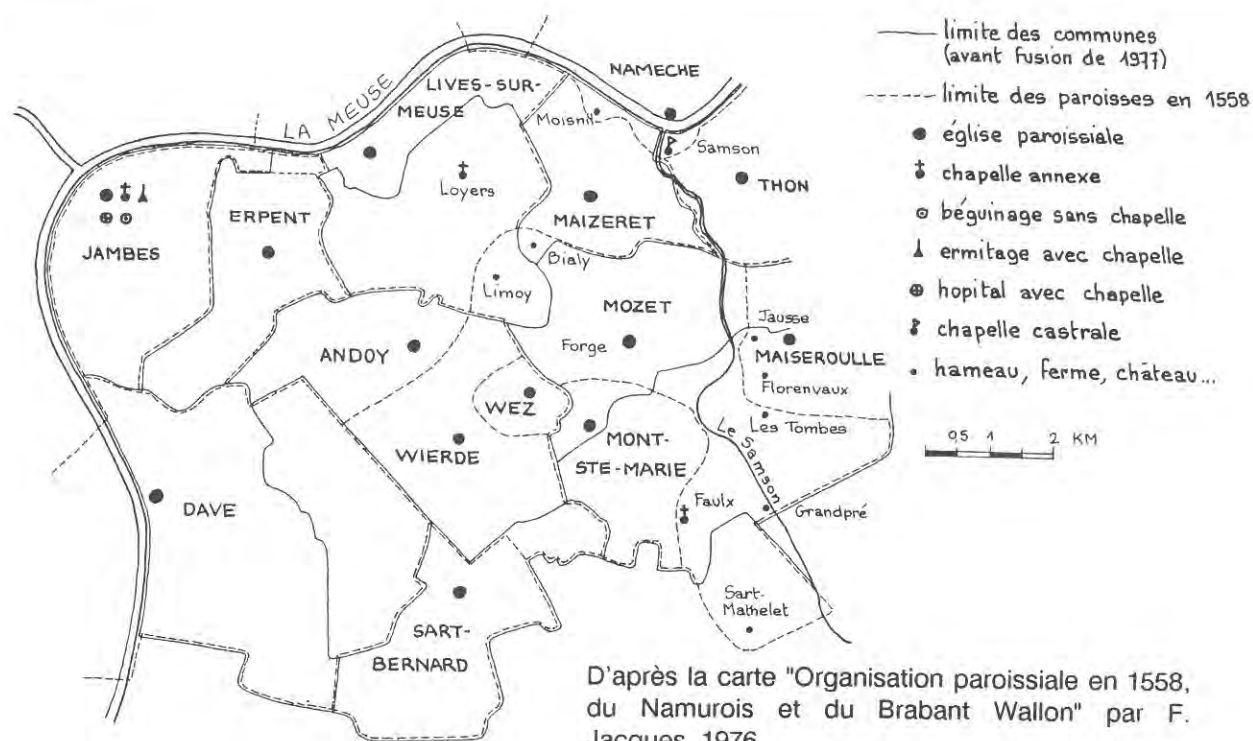 LA MEUSE
LIVES-SUR-
MEUSE
NAMECHE
Moisnil
Samson
THON
Loyers
MAIZERET
ERPENT
JAMBES
Bialy
Limoy
MOZET
Jausse
Forge
ANDOY
MAISEROULLE
Florenvaux
WEZ
Les Tombes
MONT-
STE-MARIE
WIERDE
Le Samson
DAVE
Faulx
Grandpré
Sart-
Mathelet
SART-
BERNARD
limite des communes
(avant fusion de 1977)
limite des paroisses en 1558
église paroissiale
chapelle annexe
béguinage sans chapelle
ermitage avec chapelle
hopital avec chapelle
chapelle castrale
hameau, ferme, château...
0,5 1 2 KM
D'après la carte "Organisation paroissiale en 1558,
du Namurois et du Brabant Wallon" par F.
Jacques, 1976